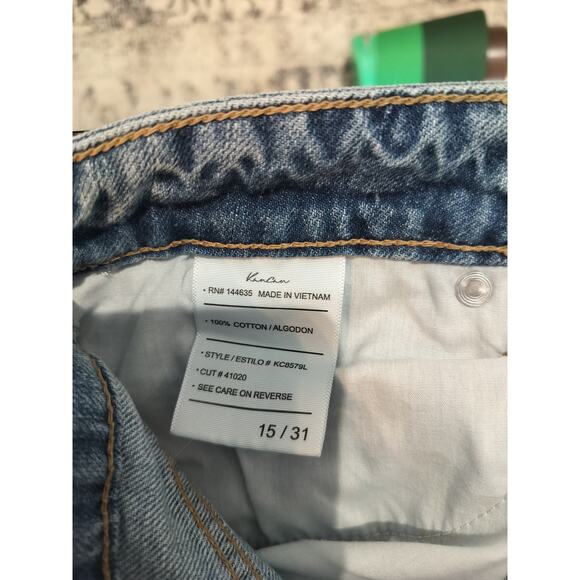 KanCan
• RN# 144635 MADE IN VIETNAM
• 100% COTTON / ALGODON
• STYLE / ESTILO # KC8579L
• CUT # 41020
• SEE CARE ON REVERSE
15 / 31